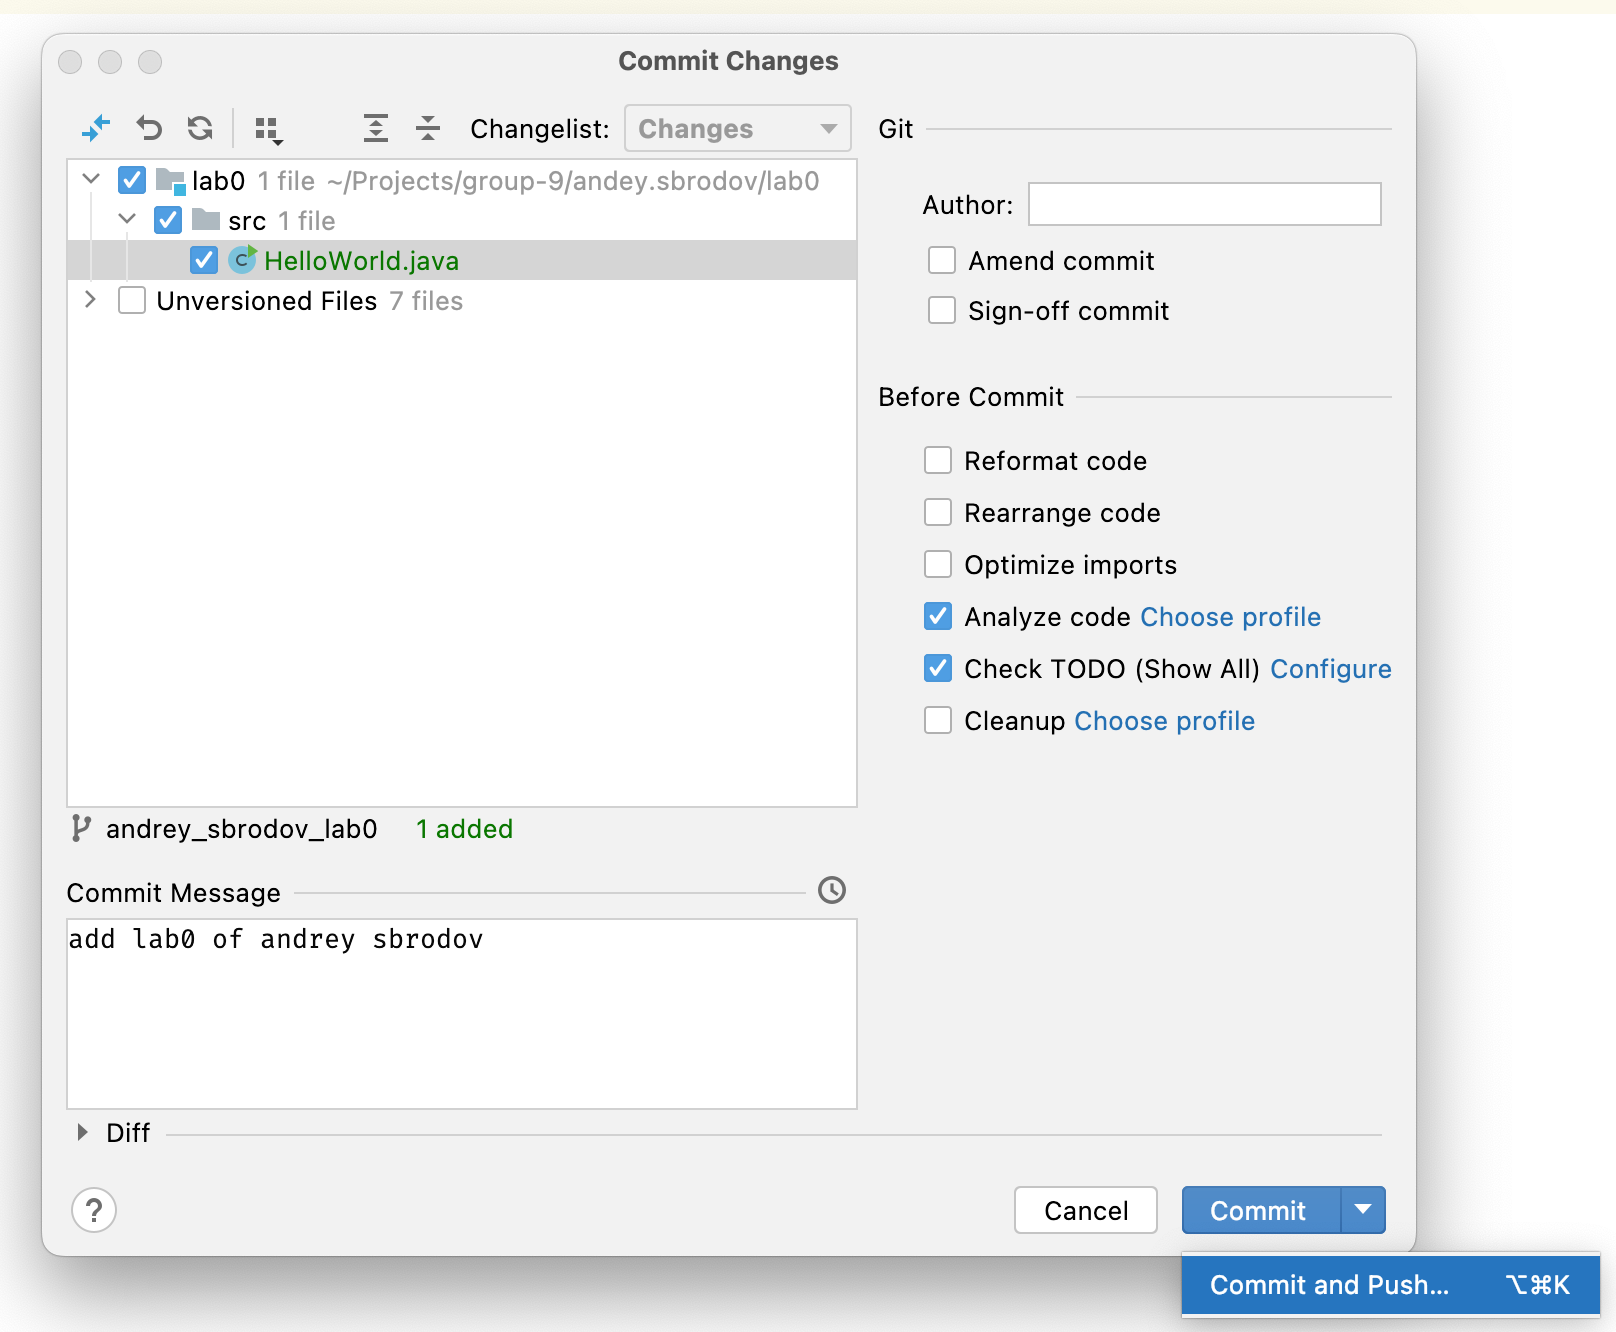 Commit Changes
Changelist: Changes
lab0 1 file ~/Projects/group-9/andey.sbrodov/lab0
src 1 file
C HelloWorld.java
Unversioned Files 7 files
andrey_sbrodov_lab0 1 added
Commit Message
add lab0 of andrey sbrodov
Diff
Git
Author:
Amend commit
Sign-off commit
Before Commit
Reformat code
Rearrange code
Optimize imports
Analyze code Choose profile
Check TODO (Show All) Configure
Cleanup Choose profile
?
Cancel
Commit
Commit and Push... ⌥⌘K